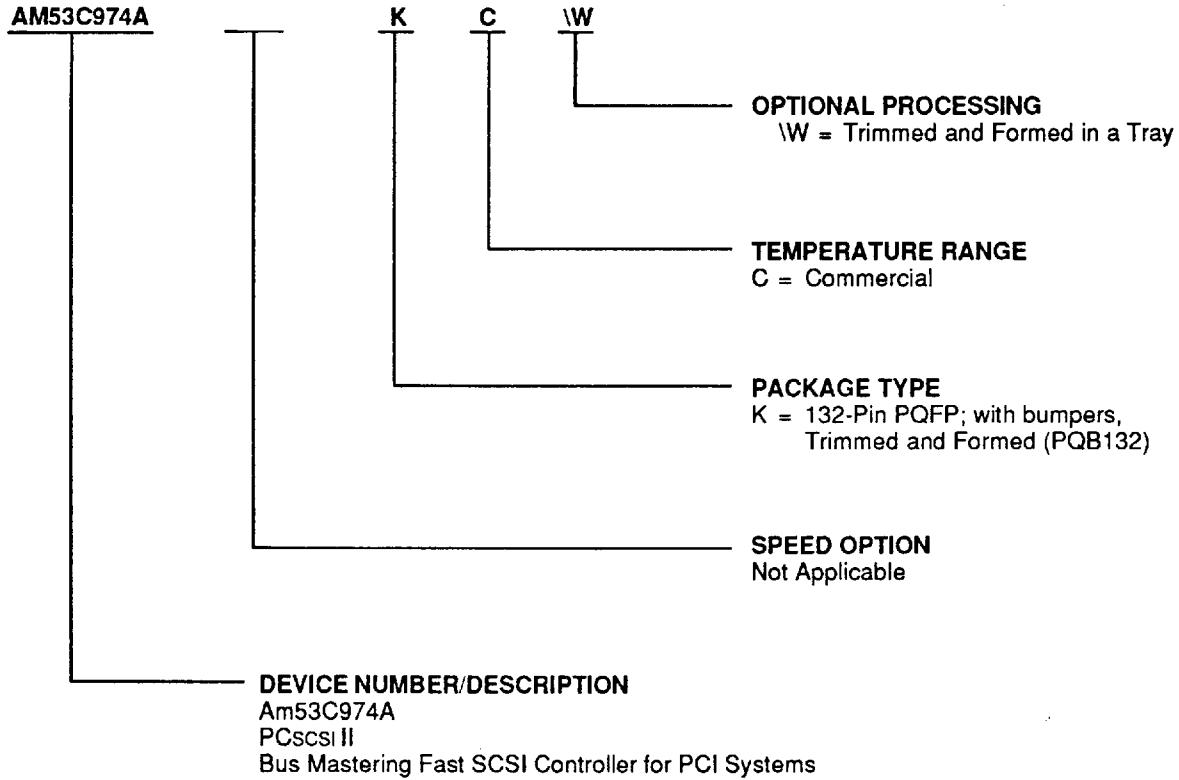 AM53C974A K C \W
OPTIONAL PROCESSING
\W = Trimmed and Formed in a Tray
TEMPERATURE RANGE
C = Commercial
PACKAGE TYPE
K = 132-Pin PQFP; with bumpers,
Trimmed and Formed (PQB132)
SPEED OPTION
Not Applicable
DEVICE NUMBER/DESCRIPTION
Am53C974A
PCSCSI II
Bus Mastering Fast SCSI Controller for PCI Systems